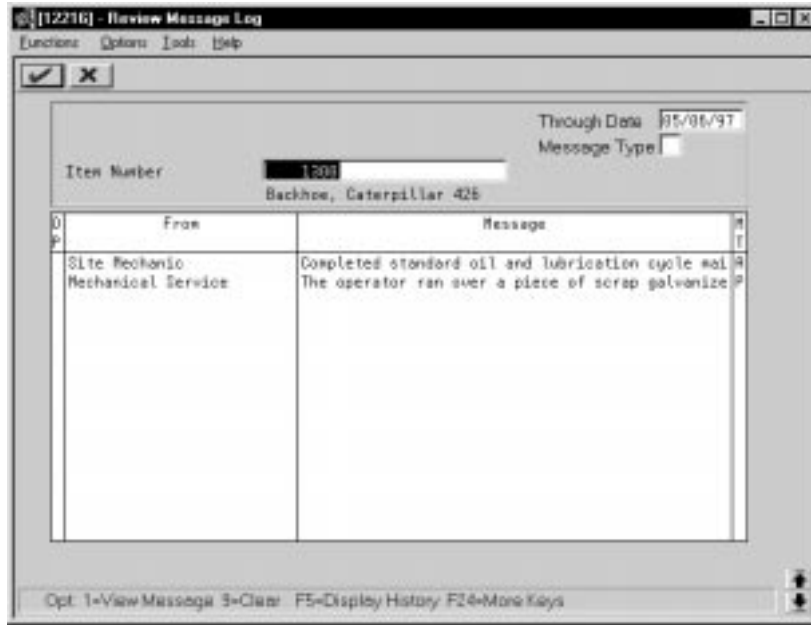 [12216] - Review Message Log
Functions Options Tools Help
Through Date 05/06/97
Message Type
Item Number 1300
Backhoe, Caterpillar 426
O P From Message M T
Site Mechanic Completed standard oil and lubrication cycle mai A
Mechanical Service The operator ran over a piece of scrap galvanize P
Opt: 1=View Message 9=Clear F5=Display History F24=More Keys